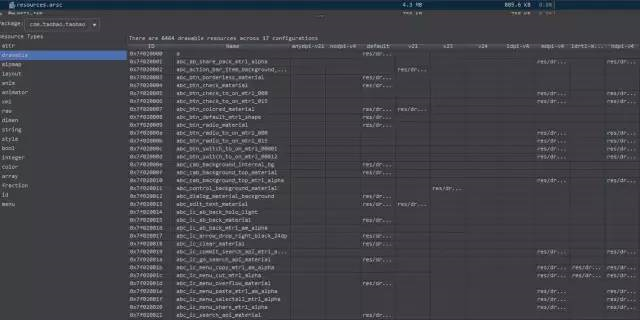 resources.arsc 4.3 MB 885.6 KB
Package: com.taobao.taobao
Resource Types
There are 6464 drawable resources across 17 configurations
ID Name anydpi-v21 nodpi-v4 default v21 v23 v24 ldpi-v4 mdpi-v4 ldrtl-m... hdpi-v4
attr
drawable
mipmap
layout
anim
animator
xml
raw
dimen
string
style
bool
integer
color
array
fraction
id
menu
0x7f020000 a res/dr...
0x7f020001 abc_ab_share_pack_mtrl_alpha res/dr... res/dr...
0x7f020002 abc_action_bar_item_background_... res/dr...
0x7f020003 abc_btn_borderless_material res/dr...
0x7f020004 abc_btn_check_material res/dr...
0x7f020005 abc_btn_check_to_on_mtrl_000 res/dr... res/dr...
0x7f020006 abc_btn_check_to_on_mtrl_015 res/dr... res/dr...
0x7f020007 abc_btn_colored_material res/dr... res/dr...
0x7f020008 abc_btn_default_mtrl_shape res/dr...
0x7f020009 abc_btn_radio_material res/dr...
0x7f02000a abc_btn_radio_to_on_mtrl_000 res/dr... res/dr...
0x7f02000b abc_btn_radio_to_on_mtrl_015 res/dr... res/dr...
0x7f02000c abc_btn_switch_to_on_mtrl_00001 res/dr... res/dr...
0x7f02000d abc_btn_switch_to_on_mtrl_00012 res/dr... res/dr...
0x7f02000e abc_cab_background_internal_bg res/dr...
0x7f02000f abc_cab_background_top_material res/dr...
0x7f020010 abc_cab_background_top_mtrl_alpha res/dr... res/dr...
0x7f020011 abc_control_background_material res/dr...
0x7f020012 abc_dialog_material_background res/dr...
0x7f020013 abc_edit_text_material res/dr... res/dr...
0x7f020014 abc_ic_ab_back_holo_light
0x7f020015 abc_ic_ab_back_material res/dr...
0x7f020016 abc_ic_ab_back_mtrl_am_alpha
0x7f020017 abc_ic_arrow_drop_right_black_24dp res/dr...
0x7f020018 abc_ic_clear_material res/dr...
0x7f020019 abc_ic_commit_search_api_mtrl_a... res/dr... res/dr...
0x7f02001a abc_ic_go_search_api_material res/dr...
0x7f02001b abc_ic_menu_copy_mtrl_am_alpha res/dr... res/dr... res/dr...
0x7f02001c abc_ic_menu_cut_mtrl_alpha res/dr... res/dr... res/dr...
0x7f02001d abc_ic_menu_overflow_material res/dr...
0x7f02001e abc_ic_menu_paste_mtrl_am_alpha res/dr... res/dr...
0x7f02001f abc_ic_menu_selectall_mtrl_alpha res/dr... res/dr...
0x7f020020 abc_ic_menu_share_mtrl_alpha res/dr... res/dr...
0x7f020021 abc_ic_search_api_material res/dr...